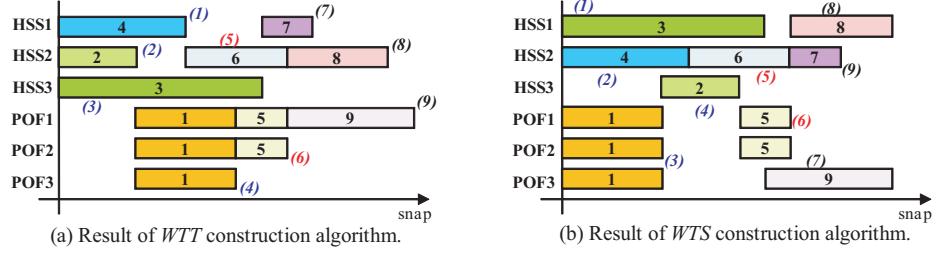 (1) (7)
HSS1 4 7
(2) (5) (8)
HSS2 2 6 8
HSS3 3
(3) (9)
POF1 1 5 9
POF2 1 5
(6)
POF3 1
(4)
snap
(a) Result of WTT construction algorithm.
(1) (8)
HSS1 3 8
HSS2 4 6 7
(2) (5) (9)
HSS3 2
(4)
POF1 1 5 (6)
POF2 1 5
(3) (7)
POF3 1 9
snap
(b) Result of WTS construction algorithm.